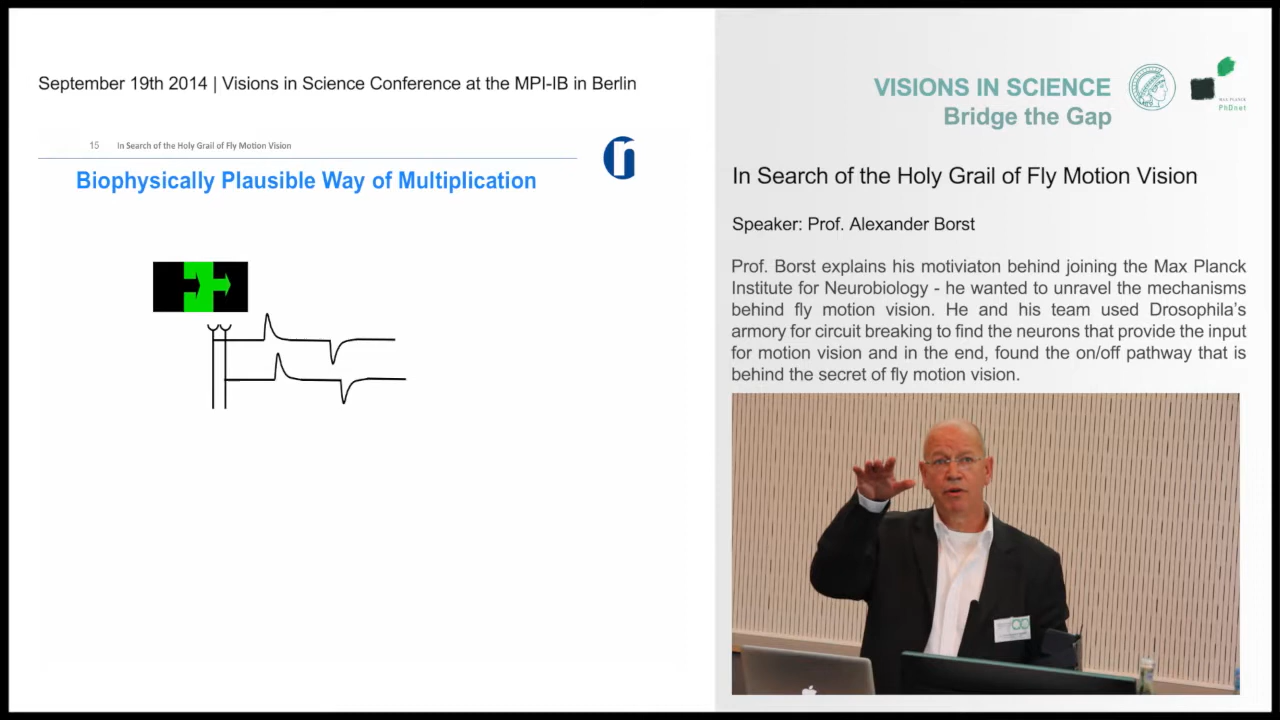 September 19th 2014 | Visions in Science Conference at the MPI-IB in Berlin
15 In Search of the Holy Grail of Fly Motion Vision
Biophysically Plausible Way of Multiplication
VISIONS IN SCIENCE
Bridge the Gap
MAX PLANCK
PhDnet
In Search of the Holy Grail of Fly Motion Vision
Speaker: Prof. Alexander Borst
Prof. Borst explains his motiviaton behind joining the Max Planck
Institute for Neurobiology - he wanted to unravel the mechanisms
behind fly motion vision. He and his team used Drosophila's
armory for circuit breaking to find the neurons that provide the input
for motion vision and in the end, found the on/off pathway that is
behind the secret of fly motion vision.